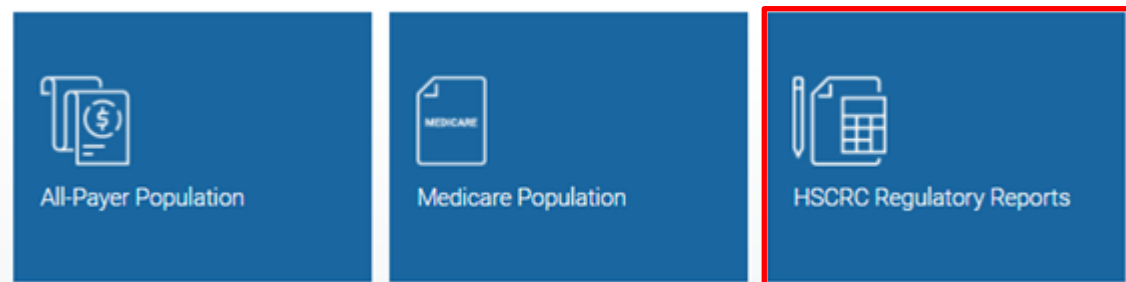 $
MEDICARE
All-Payer Population
Medicare Population
HSCRC Regulatory Reports